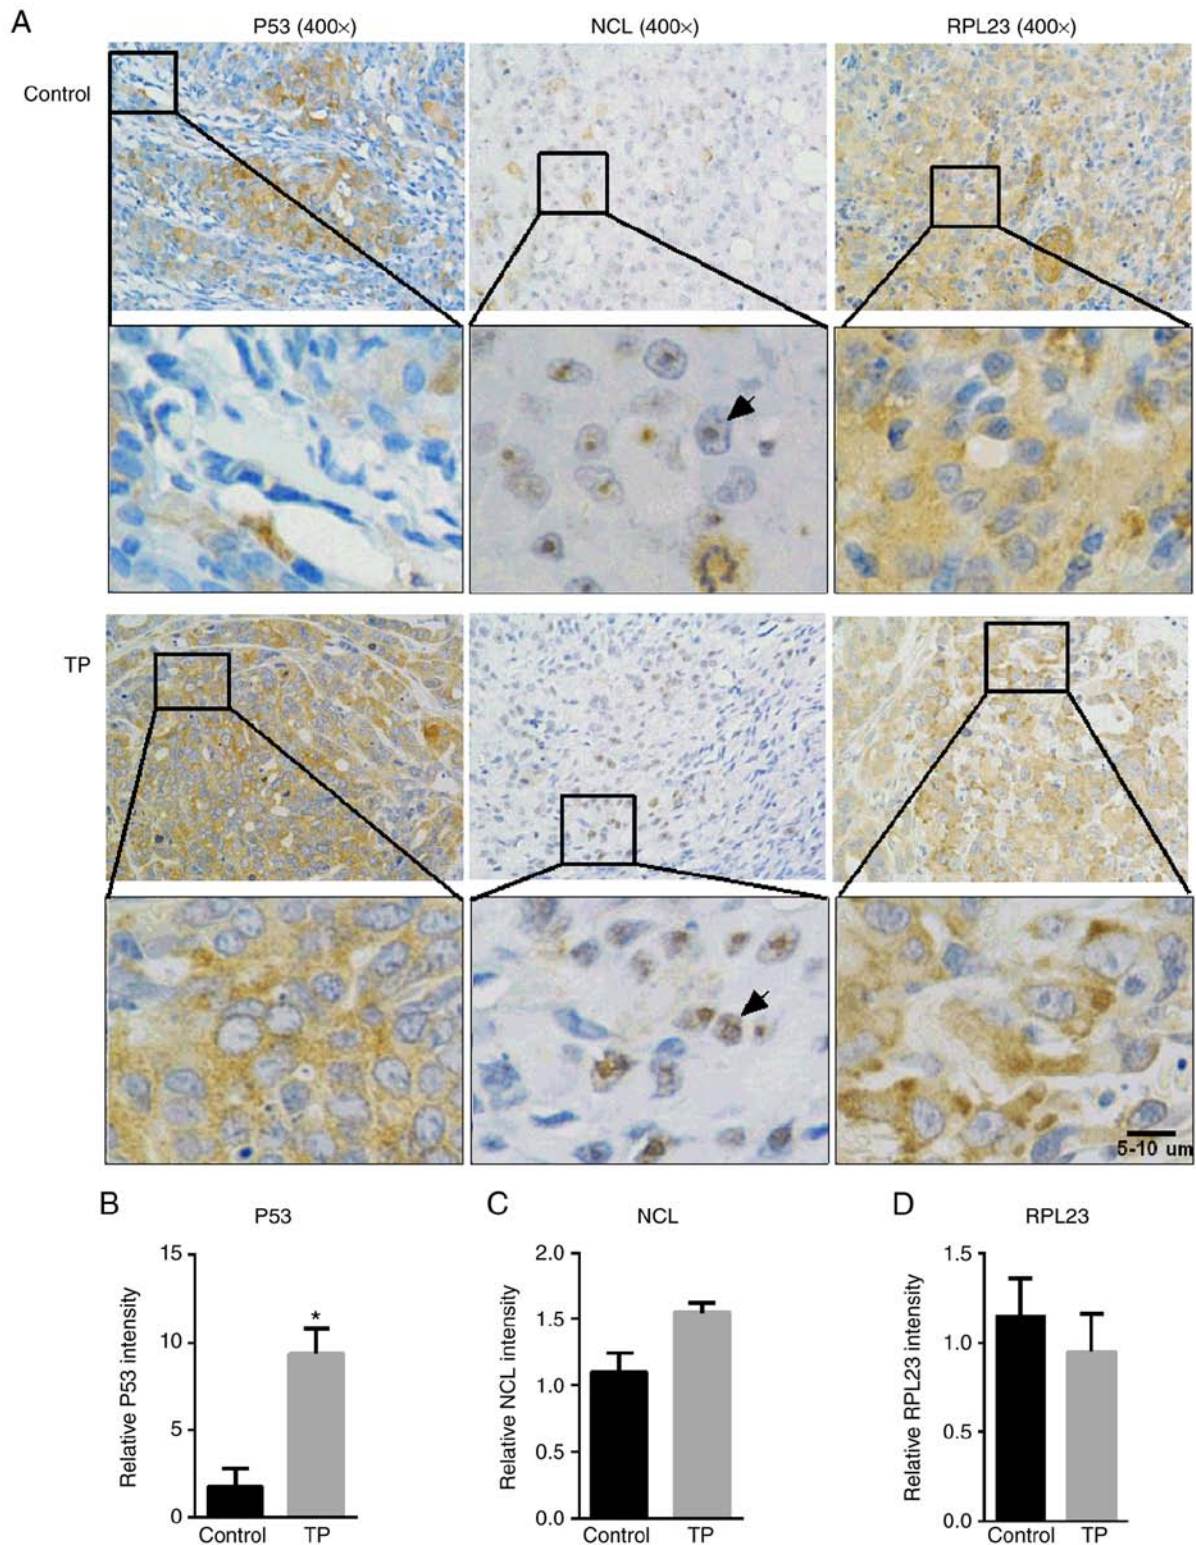 A
P53 (400×) NCL (400×) RPL23 (400×)
Control
TP
5-10 um
B
P53
Relative P53 intensity
15
10
5
0
*
Control TP
C
NCL
Relative NCL intensity
2.0
1.5
1.0
0.5
0.0
Control TP
D
RPL23
Relative RPL23 intensity
1.5
1.0
0.5
0.0
Control TP